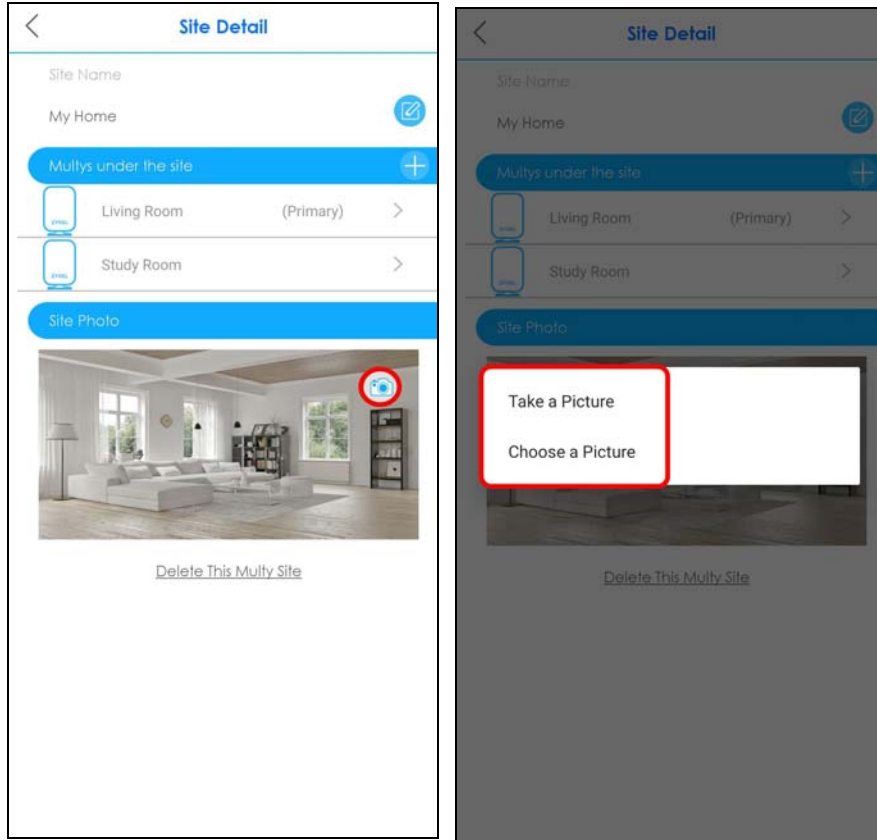 Site Detail
Site Name
My Home
Multys under the site
Living Room (Primary)
ZYXEL
Study Room
ZYXEL
Site Photo
Delete This Multy Site
Site Detail
Site Name
My Home
Multys under the site
Living Room (Primary)
Study Room
Site Photo
Take a Picture
Choose a Picture
Delete This Multy Site